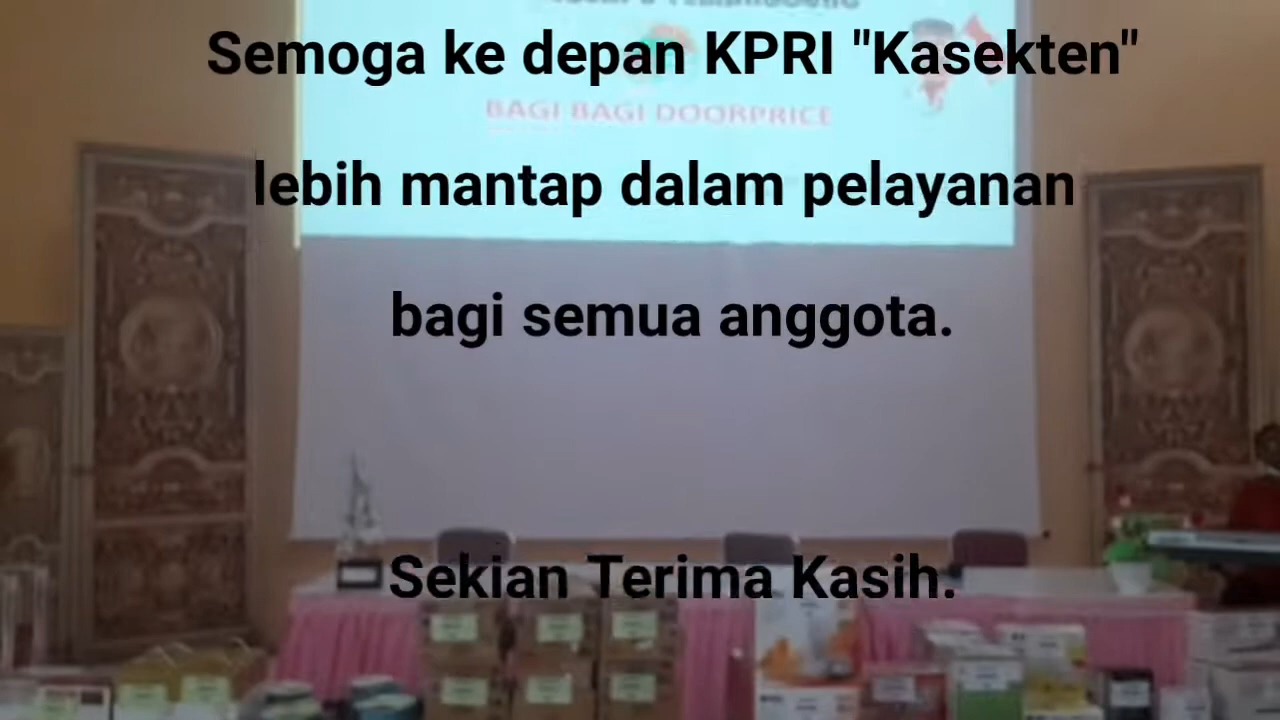 Semoga ke depan KPRI "Kasekten"
BAGI BAGI DOORPRICE
lebih mantap dalam pelayanan
bagi semua anggota.
Sekian Terima Kasih.